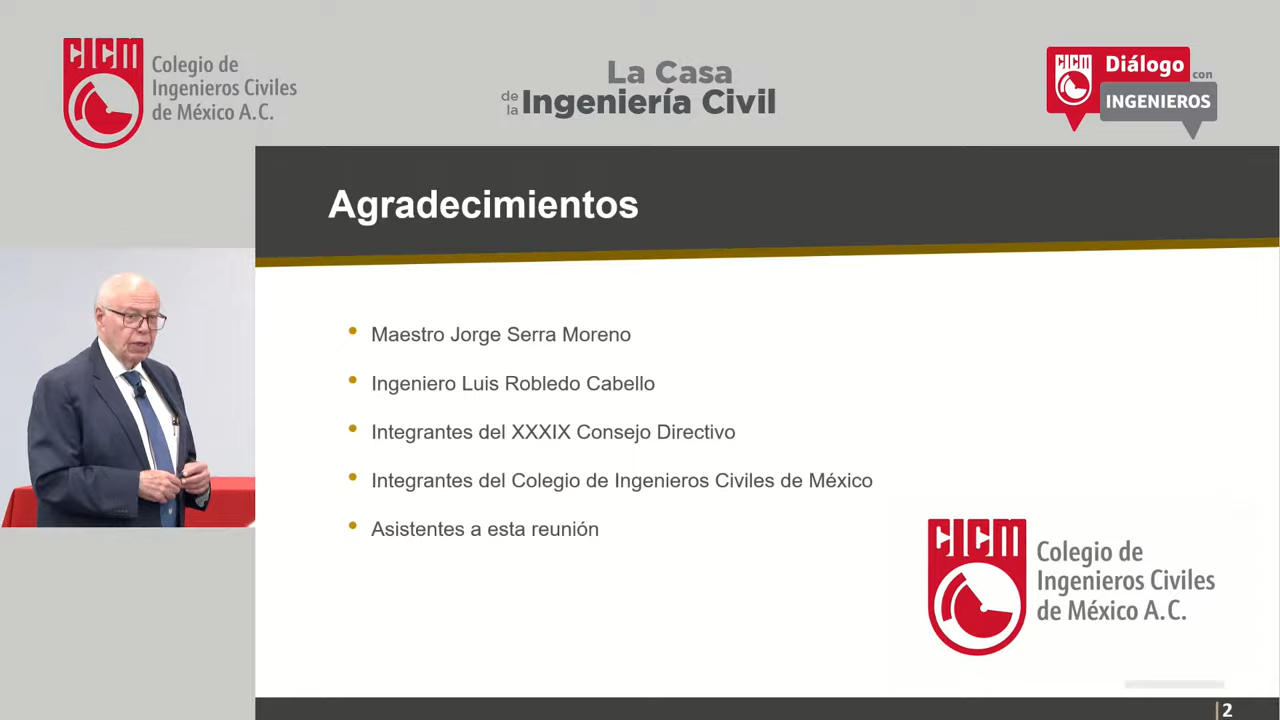 CICM
Colegio de
Ingenieros Civiles
de México A.C.
La Casa
de la Ingeniería Civil
CICM
Diálogo con
INGENIEROS
Agradecimientos
• Maestro Jorge Serra Moreno
• Ingeniero Luis Robledo Cabello
• Integrantes del XXXIX Consejo Directivo
• Integrantes del Colegio de Ingenieros Civiles de México
• Asistentes a esta reunión
CICM
Colegio de
Ingenieros Civiles
de México A.C.
|2